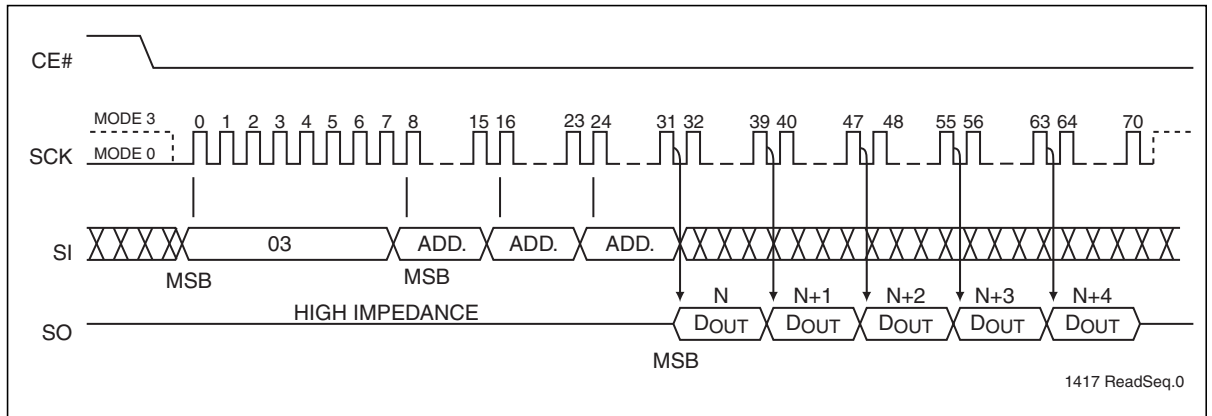 CE#
MODE 3
0 1 2 3 4 5 6 7 8 15 16 23 24 31 32 39 40 47 48 55 56 63 64 70
SCK
MODE 0
SI
03
ADD.
ADD.
ADD.
MSB
MSB
HIGH IMPEDANCE
N
N+1
N+2
N+3
N+4
SO
DOUT
DOUT
DOUT
DOUT
DOUT
MSB
1417 ReadSeq.0